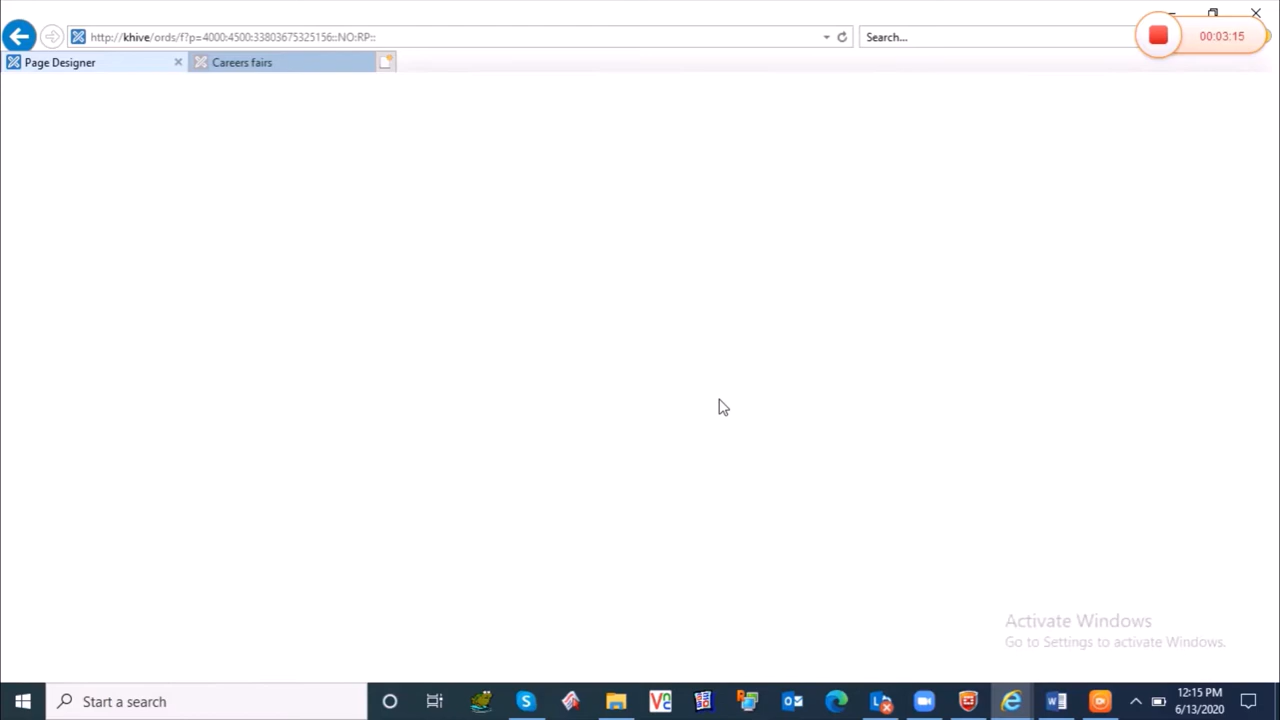 http://khive/ords/f?p=4000:4500:33803675325156::NO:RP::
Search...
00:03:15
Page Designer
Careers fairs
Activate Windows
Go to Settings to activate Windows.
Start a search
12:15 PM
6/13/2020